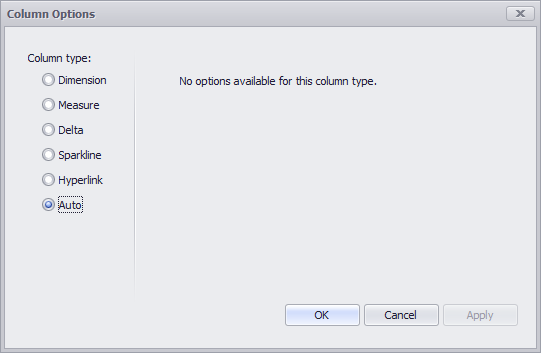 Column Options
Column type:
Dimension
Measure
Delta
Sparkline
Hyperlink
Auto
No options available for this column type.
OK
Cancel
Apply